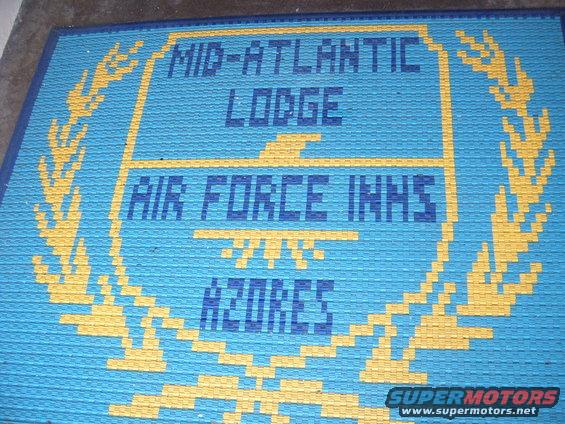 MID-ATLANTIC
LODGE
AIR FORCE INNS
AZORES
SUPERMOTORS
www.supermotors.net